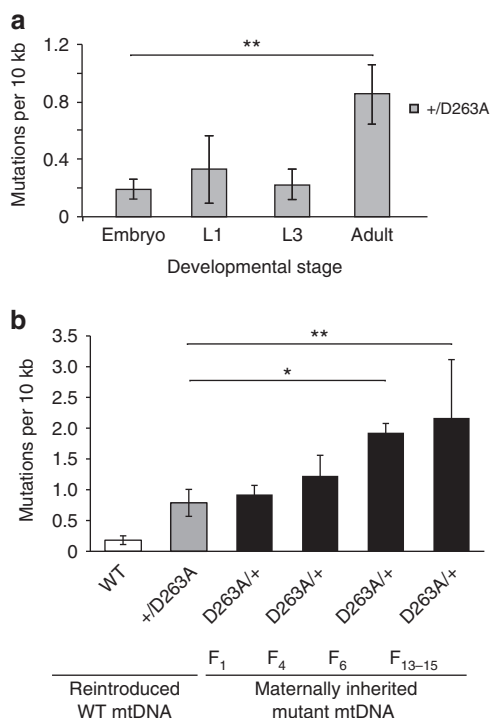 a
**
1.2
0.8
0.4
0
Mutations per 10 kb
+/D263A
Embryo L1 L3 Adult
Developmental stage
b
**
*
3.5
3.0
2.5
2.0
1.5
1.0
0.5
0
Mutations per 10 kb
WT +/D263A D263A/+ D263A/+ D263A/+ D263A/+
F1 F4 F6 F13–15
Reintroduced WT mtDNA
Maternally inherited mutant mtDNA